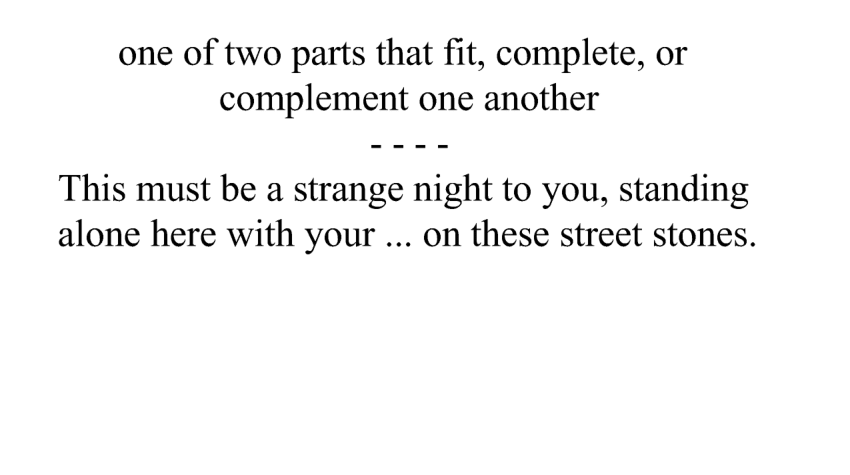 one of two parts that fit, complete, or
complement one another
- - - -
This must be a strange night to you, standing
alone here with your ... on these street stones.